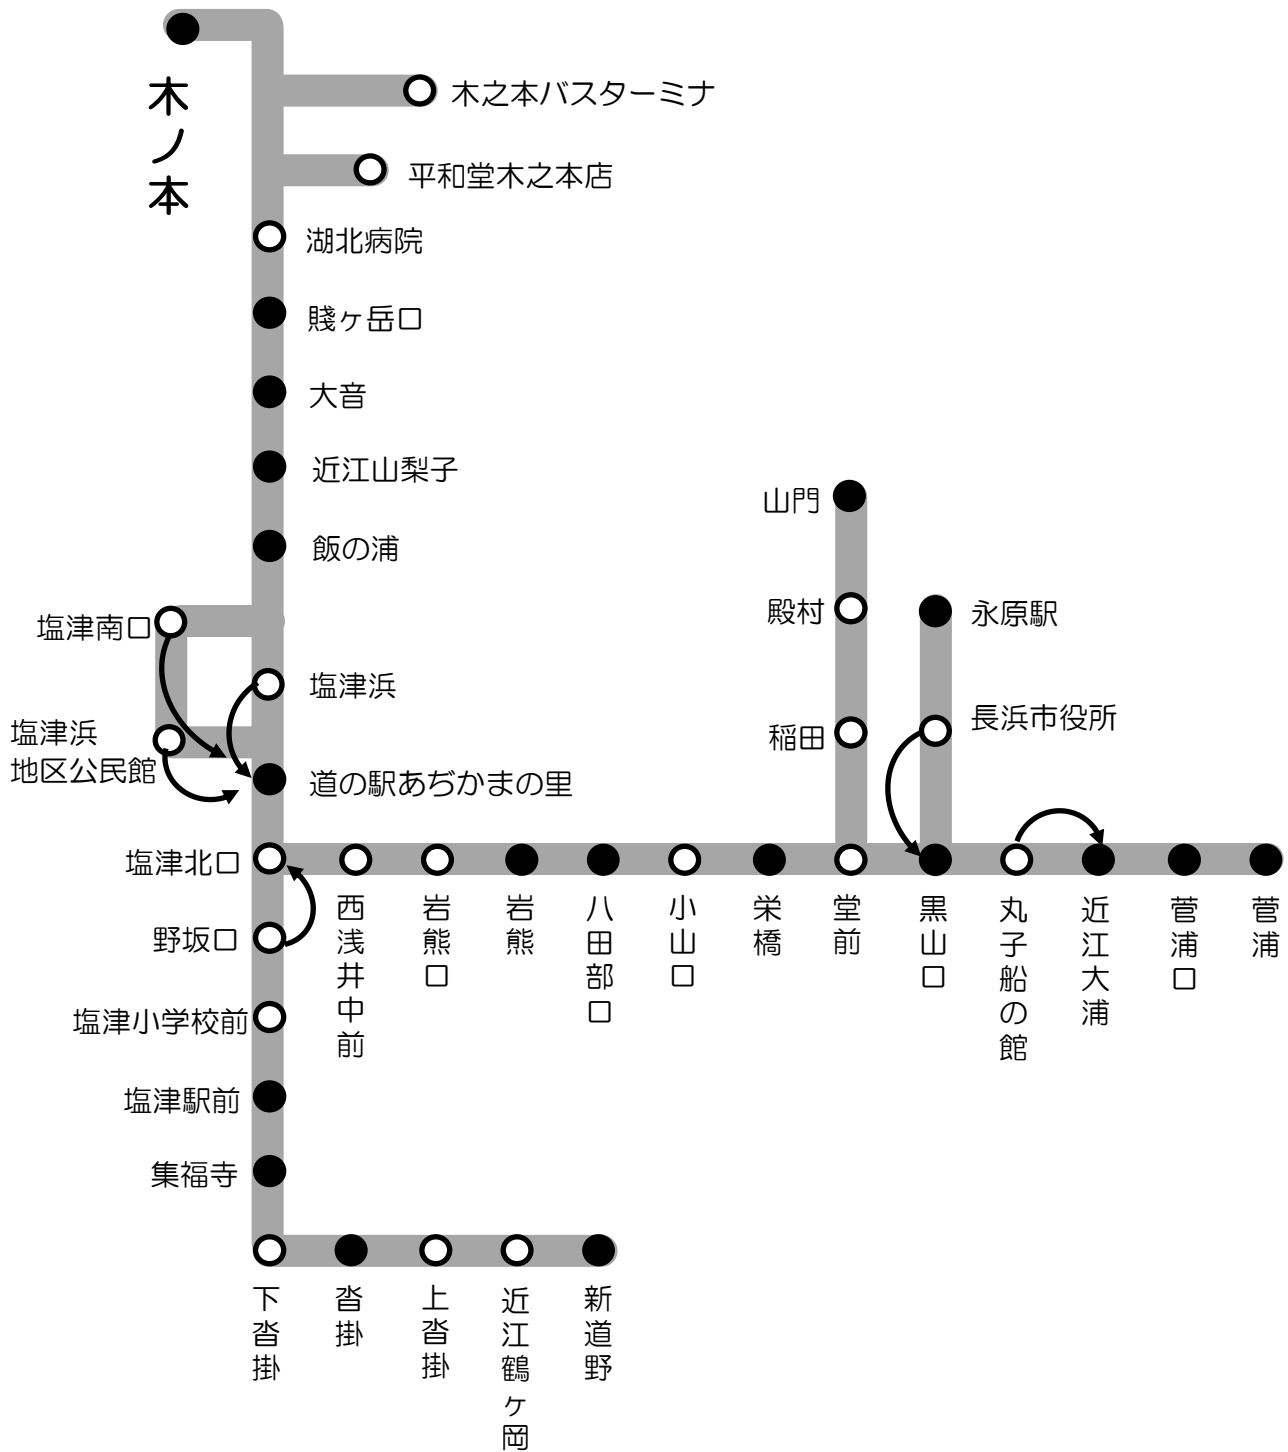 木ノ本
木之本バスターミナ
平和堂木之本店
湖北病院
賤ヶ岳口
大音
近江山梨子
飯の浦
塩津南口
塩津浜
塩津浜
地区公民館
道の駅あぢかまの里
塩津北口
野坂口
塩津小学校前
塩津駅前
集福寺
山門
殿村
稲田
永原駅
長浜市役所
西浅井中前
岩熊口
岩熊
八田部口
小山口
栄橋
堂前
黒山口
丸子船の館
近江大浦
菅浦口
菅浦
下沓掛
沓掛
上沓掛
近江鶴ヶ岡
新道野